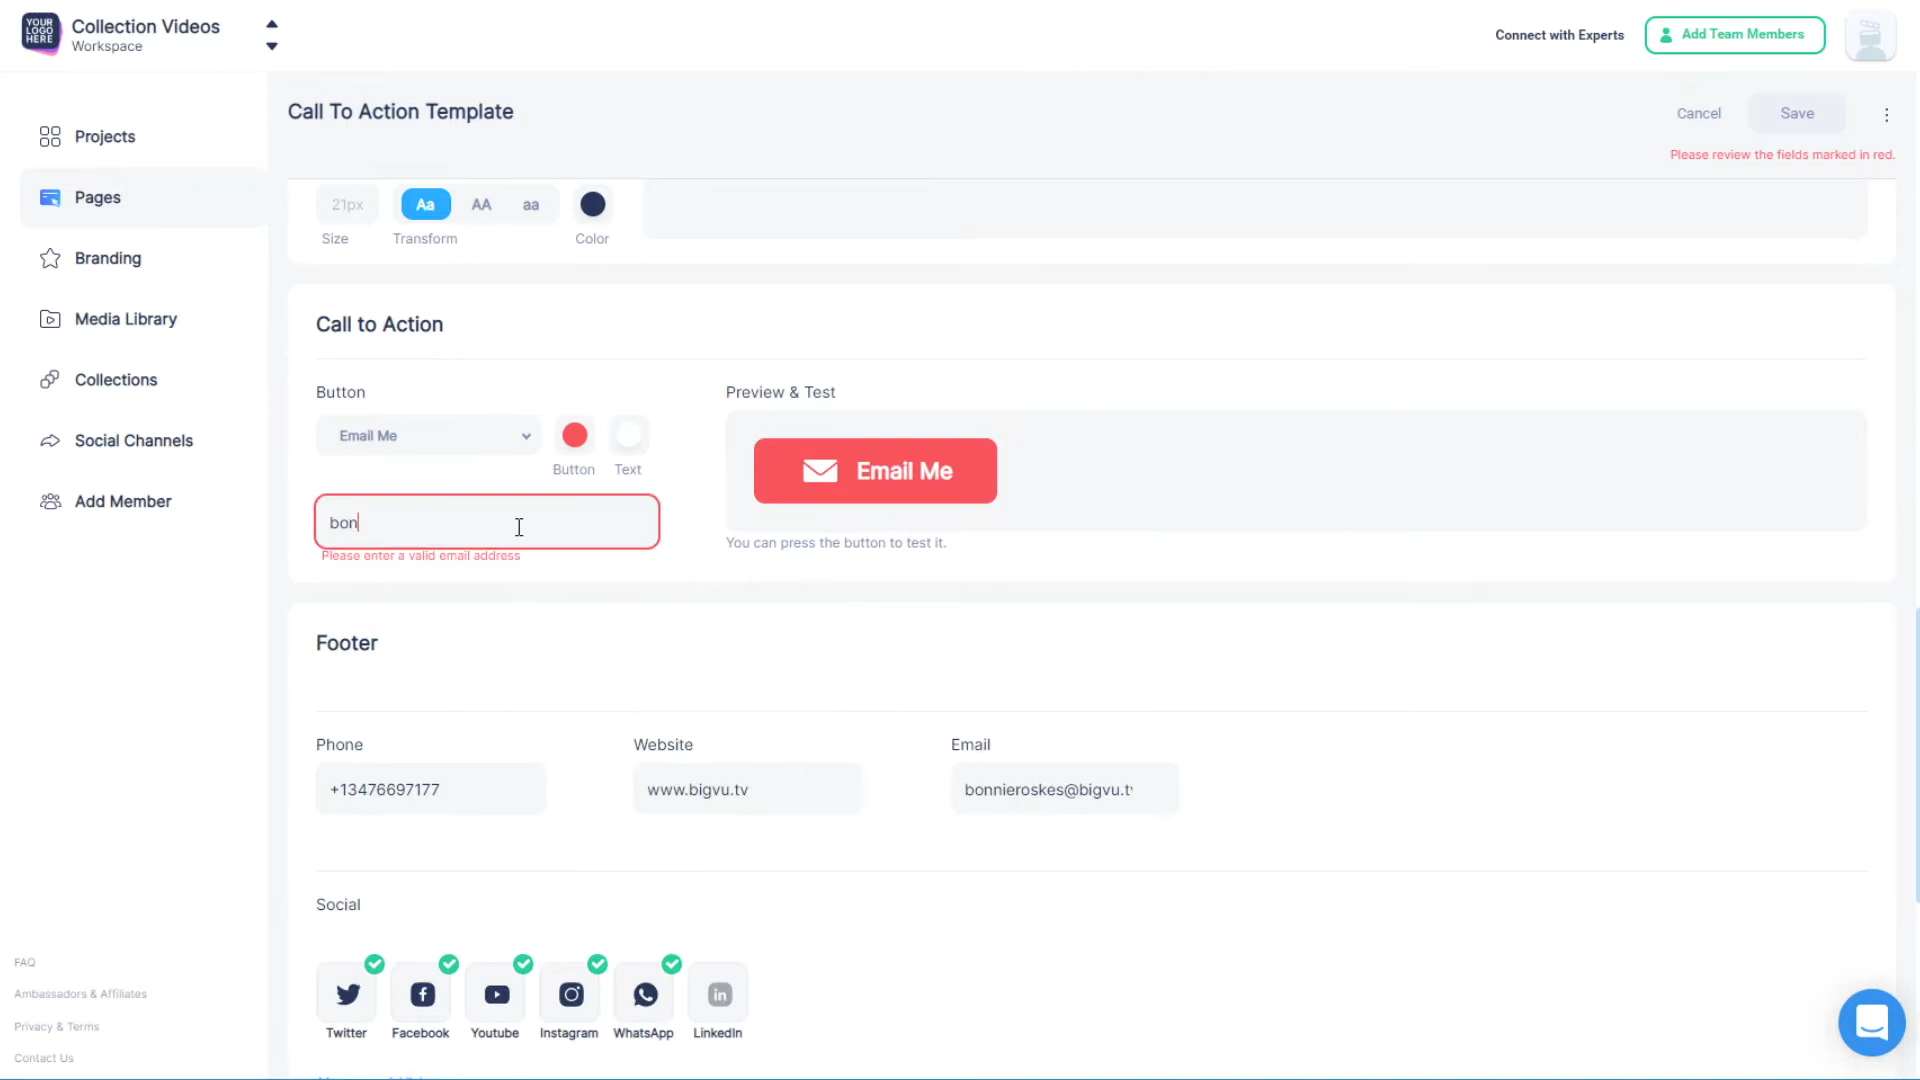 YOUR
LOGO
HERE
Collection Videos
Workspace
Connect with Experts
Add Team Members
Projects
Pages
Branding
Media Library
Collections
Social Channels
Add Member
FAQ
Ambassadors & Affiliates
Privacy & Terms
Contact Us
Call To Action Template
Cancel
Save
Please review the fields marked in red.
21px
Aa
AA
aa
Size
Transform
Color
Call to Action
Button
Preview & Test
Email Me
Button
Text
Email Me
bon
Please enter a valid email address
You can press the button to test it.
Footer
Phone
Website
Email
+13476697177
www.bigvu.tv
bonnieroskes@bigvu.t
Social
Twitter
Facebook
Youtube
Instagram
WhatsApp
LinkedIn